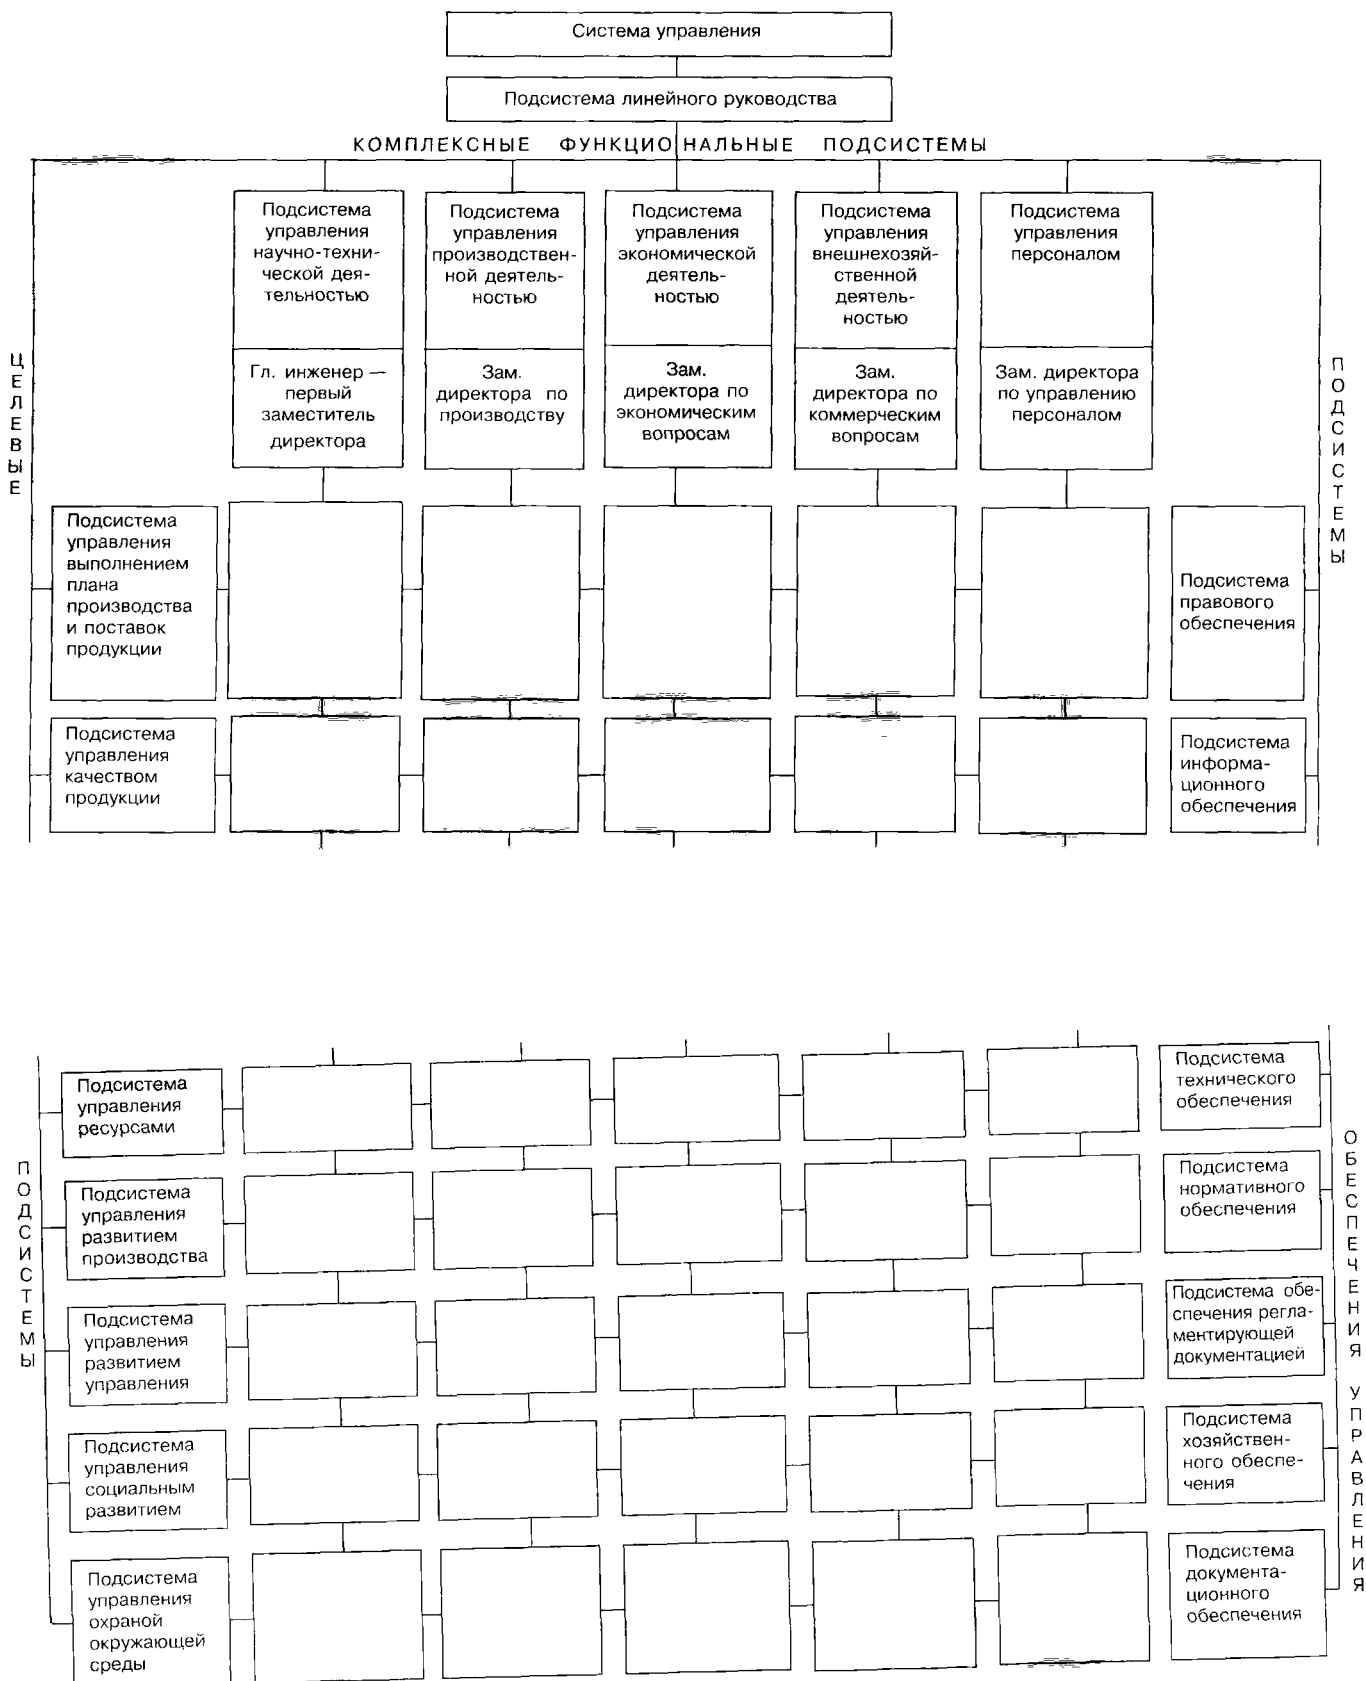 Система управления
Подсистема линейного руководства
КОМПЛЕКСНЫЕ ФУНКЦИОНАЛЬНЫЕ ПОДСИСТЕМЫ
Подсистема
управления
научно-техни-
ческой дея-
тельностью
Подсистема
управления
производствен-
ной деятель-
ностью
Подсистема
управления
экономической
деятель-
ностью
Подсистема
управления
внешнехозяй-
ственной
деятель-
ностью
Подсистема
управления
персоналом
Гл. инженер —
первый
заместитель
директора
Зам.
директора по
производству
Зам.
директора по
экономическим
вопросам
Зам.
директора по
коммерческим
вопросам
Зам. директора
по управлению
персоналом
ЦЕЛЕВЫЕ
ПОДСИСТЕМЫ
Подсистема
управления
выполнением
плана
производства
и поставок
продукции
Подсистема
правового
обеспечения
Подсистема
управления
качеством
продукции
Подсистема
информа-
ционного
обеспечения
Подсистема
управления
ресурсами
Подсистема
технического
обеспечения
ПОДСИСТЕМЫ
ОБЕСПЕЧЕНИЯ УПРАВЛЕНИЯ
Подсистема
управления
развитием
производства
Подсистема
нормативного
обеспечения
Подсистема
управления
развитием
управления
Подсистема обе-
спечения регла-
ментирующей
документацией
Подсистема
управления
социальным
развитием
Подсистема
хозяйствен-
ного обеспе-
чения
Подсистема
управления
охраной
окружающей
среды
Подсистема
документа-
ционного
обеспечения